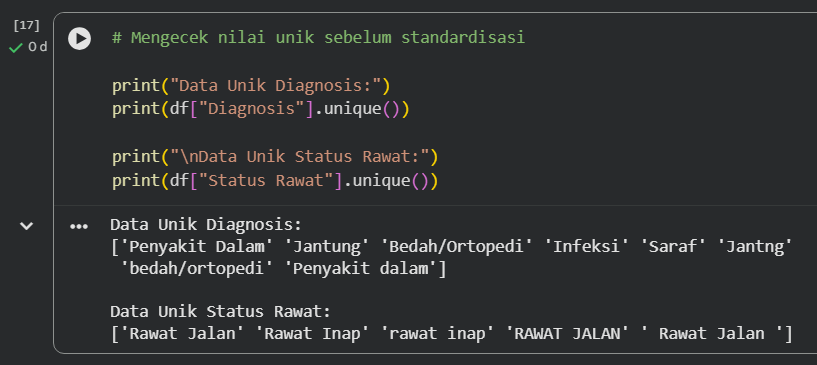 [17]
0 d
# Mengecek nilai unik sebelum standardisasi
print("Data Unik Diagnosis:")
print(df["Diagnosis"].unique())
print("\nData Unik Status Rawat:")
print(df["Status Rawat"].unique())
Data Unik Diagnosis:
['Penyakit Dalam' 'Jantung' 'Bedah/Ortopedi' 'Infeksi' 'Saraf' 'Jantng'
 'bedah/ortopedi' 'Penyakit dalam']
Data Unik Status Rawat:
['Rawat Jalan' 'Rawat Inap' 'rawat inap' 'RAWAT JALAN' ' Rawat Jalan ']